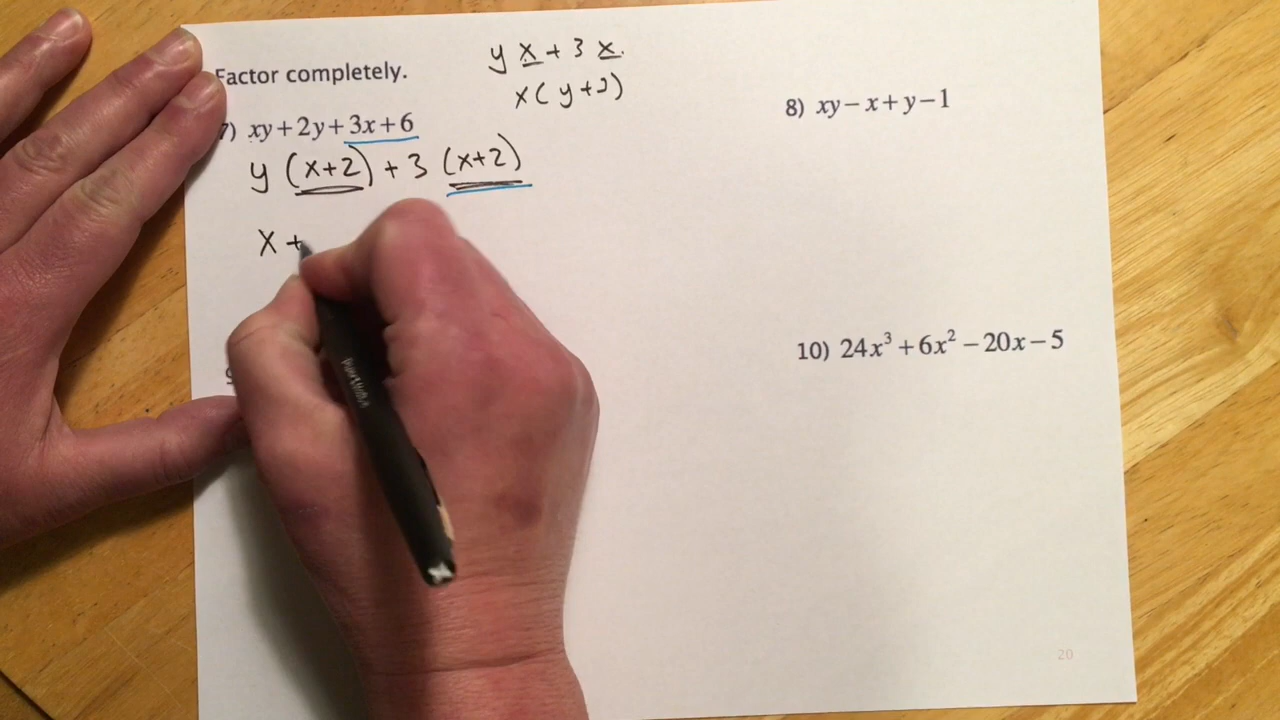 Factor completely.
y x + 3 x.
x ( y + 3 )
7) xy + 2y + 3x + 6
y (x+2) + 3 (x+2)
x +
8) xy − x + y − 1
10) 24x³ + 6x² − 20x − 5
20